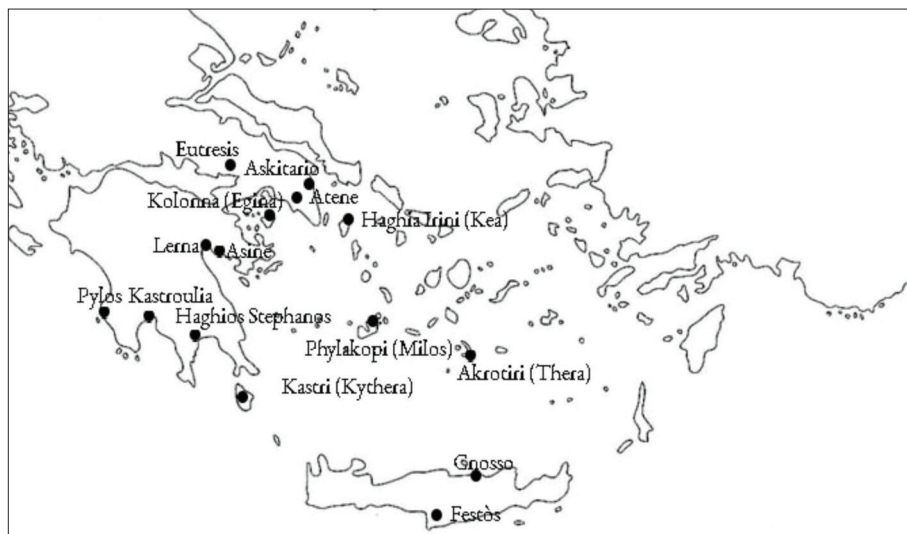 Eutresis
Askitario
Atene
Kolonna (Egina)
Haghia Irini (Kea)
Lerna
Asine
Pylos
Kastroulia
Haghios Stephanos
Phylakopi (Milos)
Akrotiri (Thera)
Kastri (Kythera)
Gnosso
Festòs